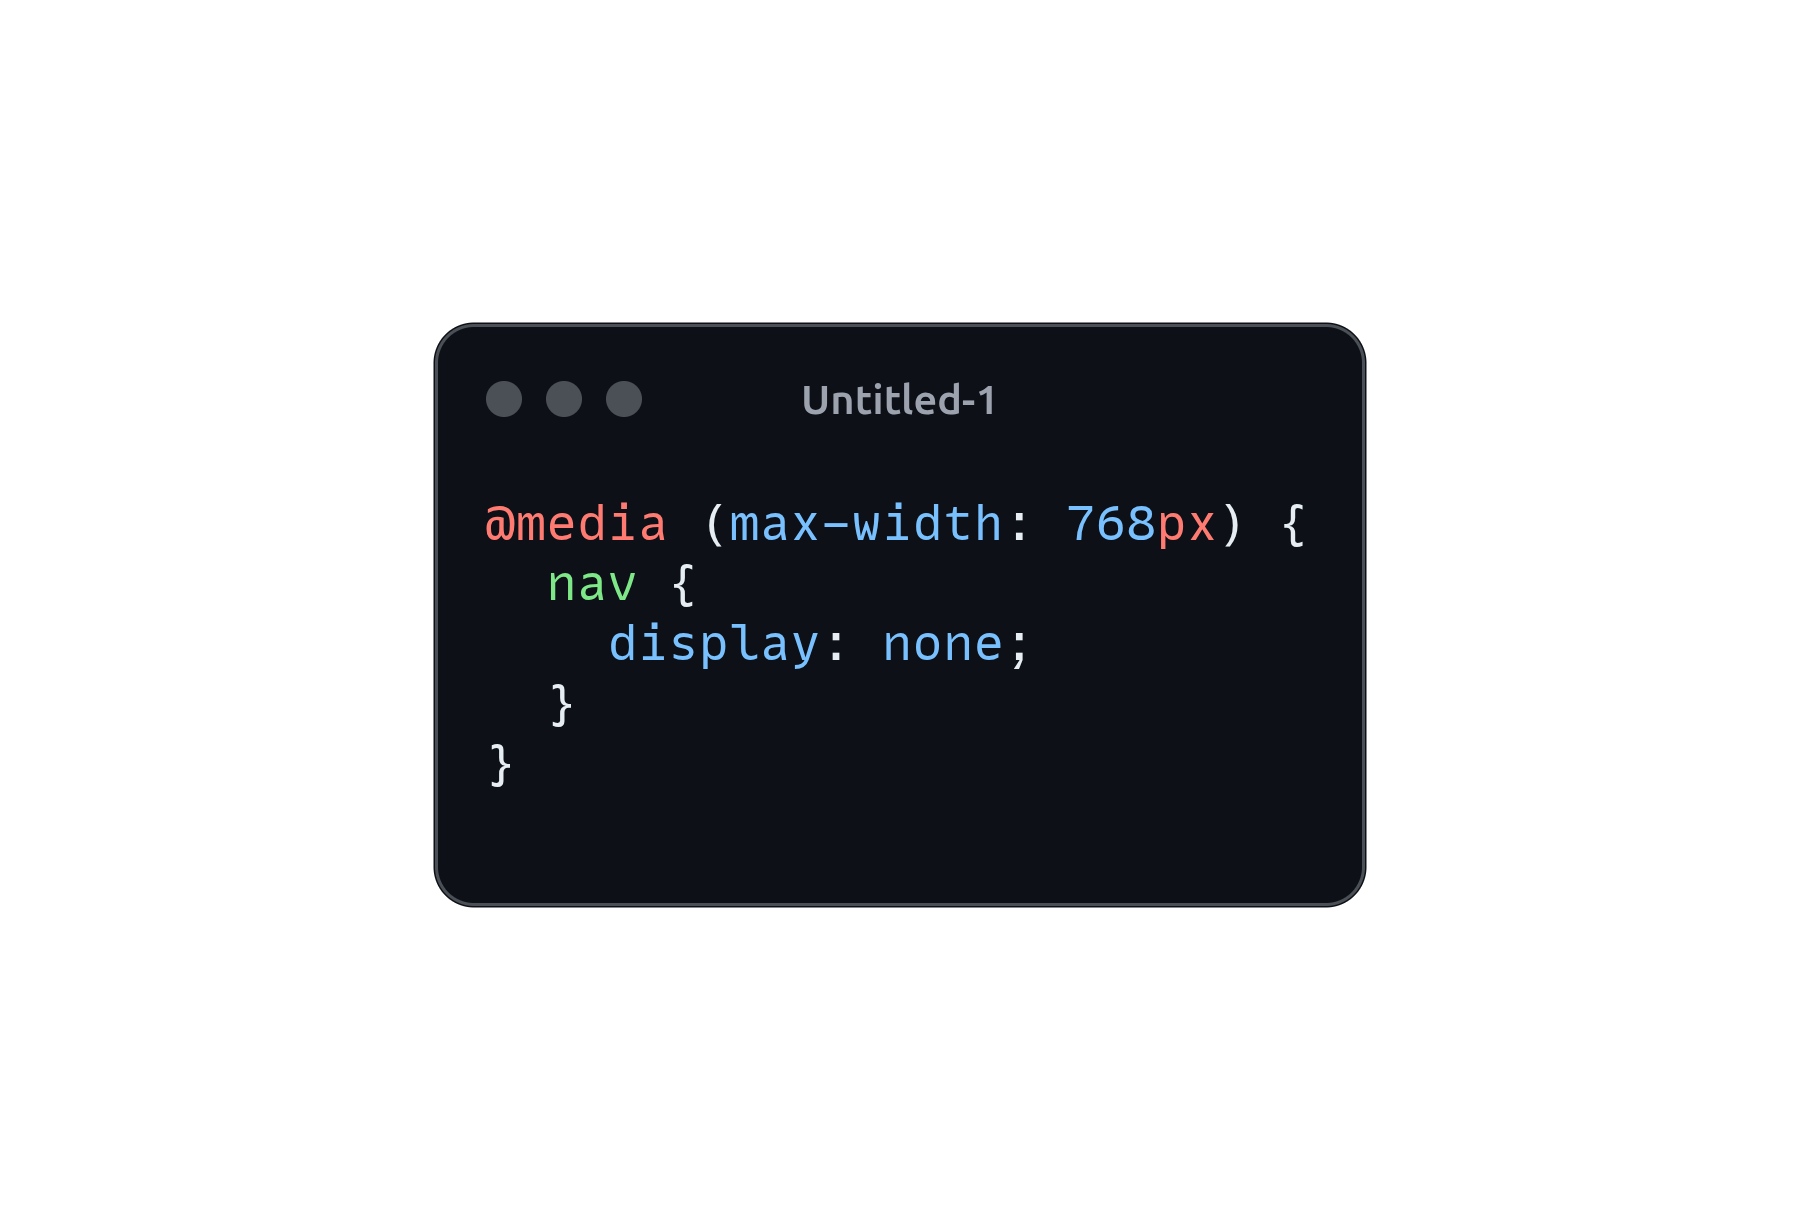 Untitled-1
@media (max-width: 768px) {
  nav {
    display: none;
  }
}